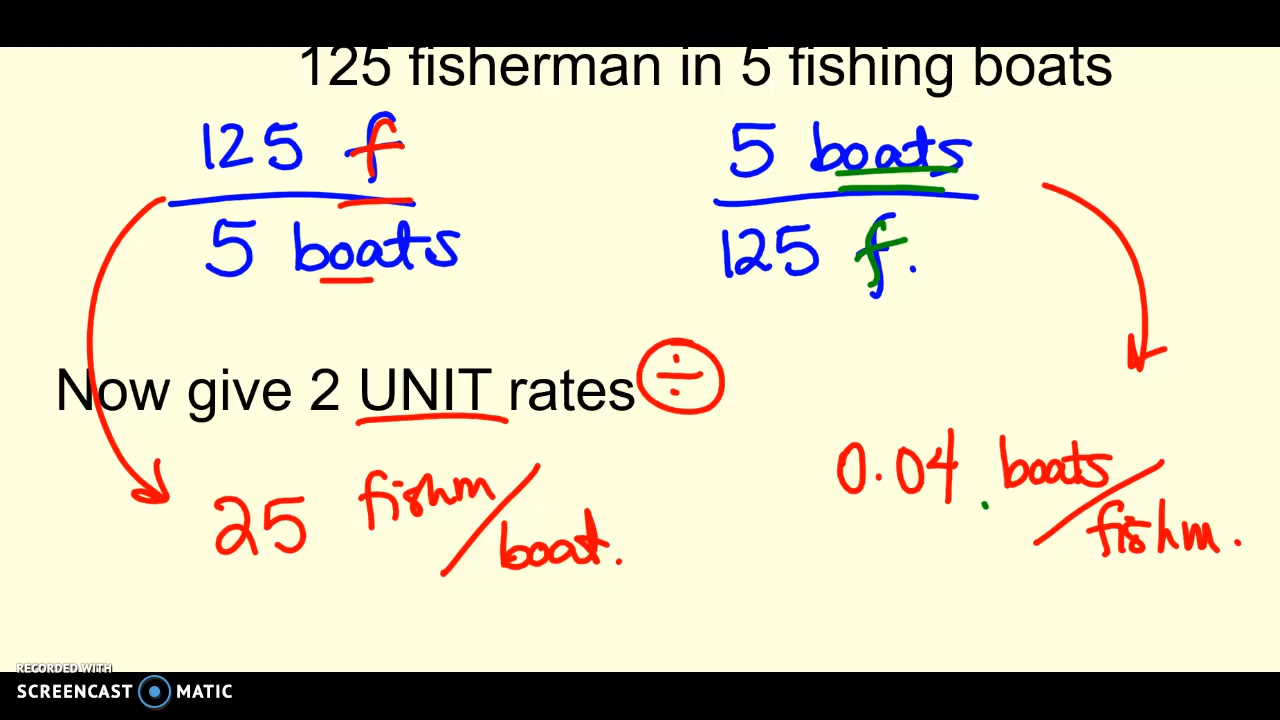 125 fisherman in 5 fishing boats
125 f
5 boats
5 boats
125 f.
Now give 2 UNIT rates ÷
25 fishm/boat.
0.04 boats/fishm.
RECORDED WITH
SCREENCAST MATIC